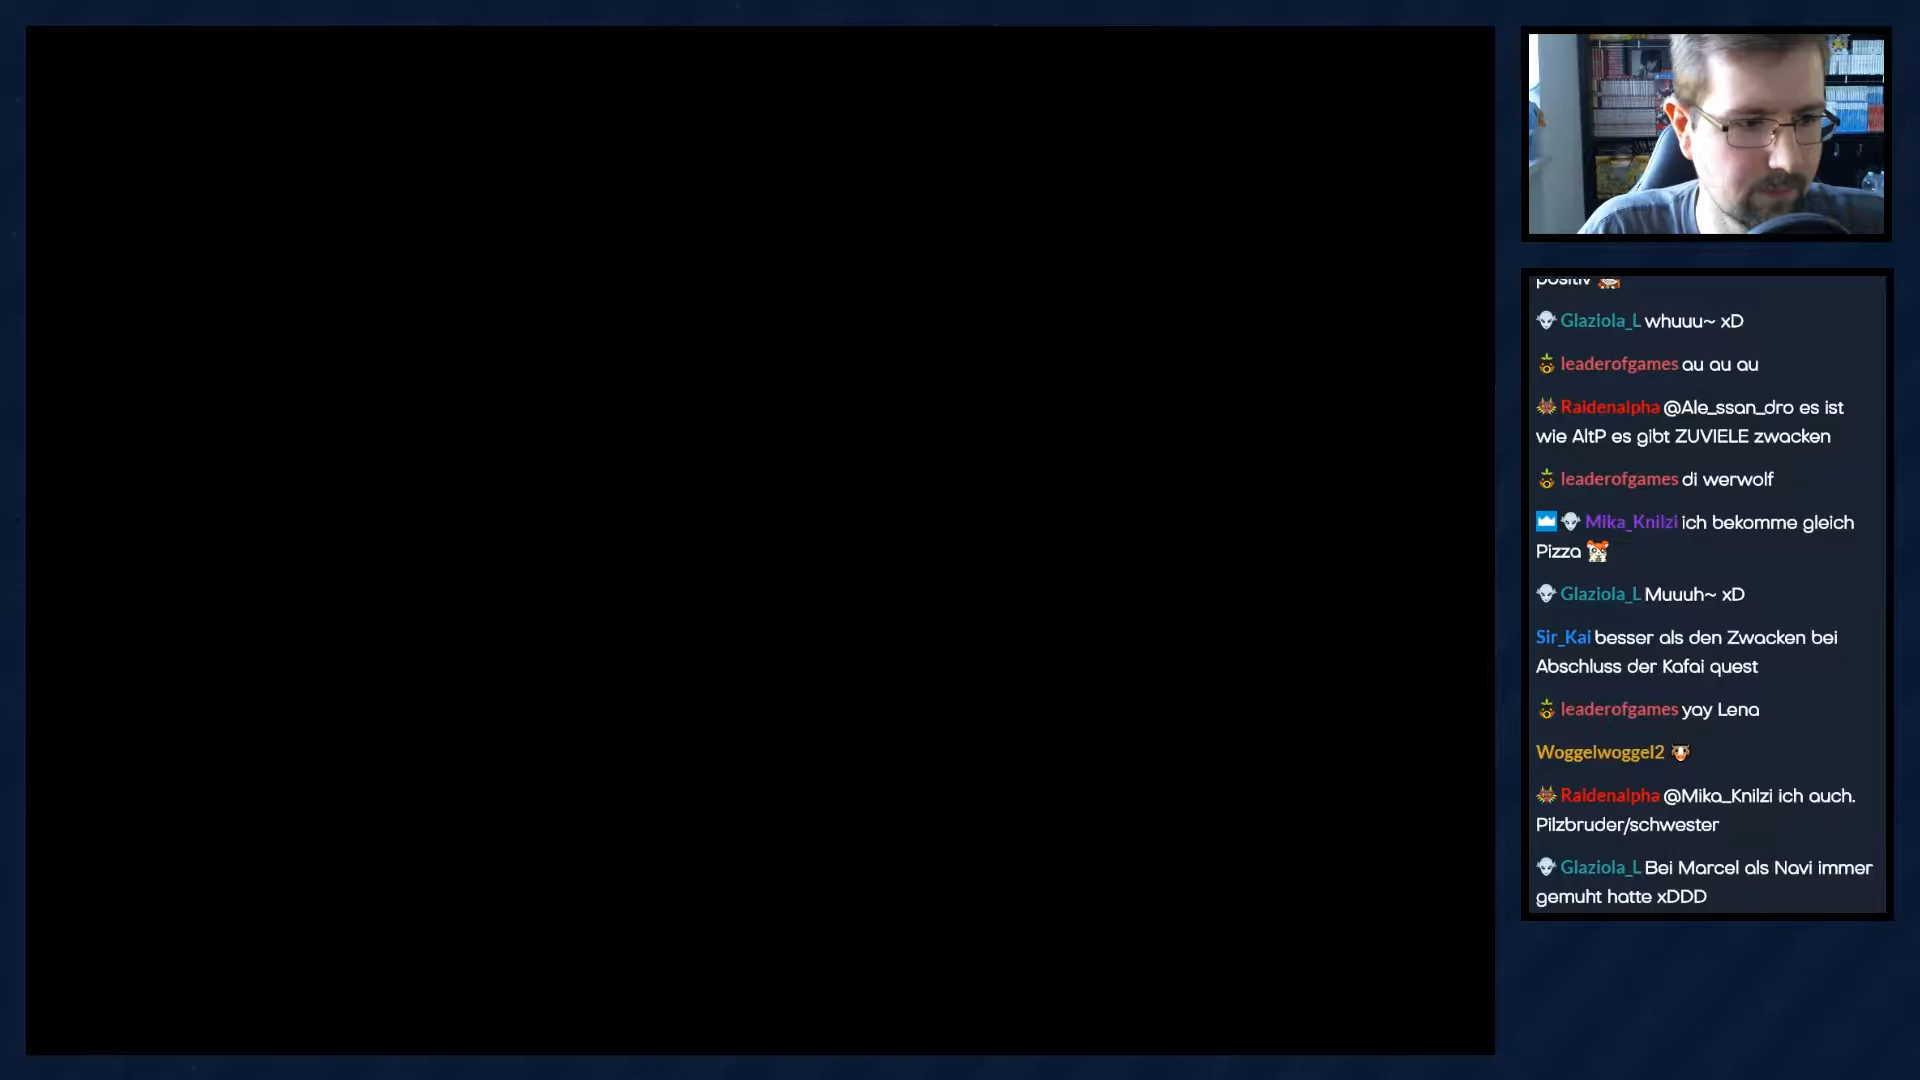 positiv
Glaziola_L whuuu~ xD
leaderofgames au au au
Raidenalpha @Ale_ssan_dro es ist
wie AltP es gibt ZUVIELE zwacken
leaderofgames di werwolf
Mika_Knilzi ich bekomme gleich
Pizza
Glaziola_L Muuuh~ xD
Sir_Kai besser als den Zwacken bei
Abschluss der Kafai quest
leaderofgames yay Lena
Woggelwoggel2
Raidenalpha @Mika_Knilzi ich auch.
Pilzbruder/schwester
Glaziola_L Bei Marcel als Navi immer
gemuht hatte xDDD